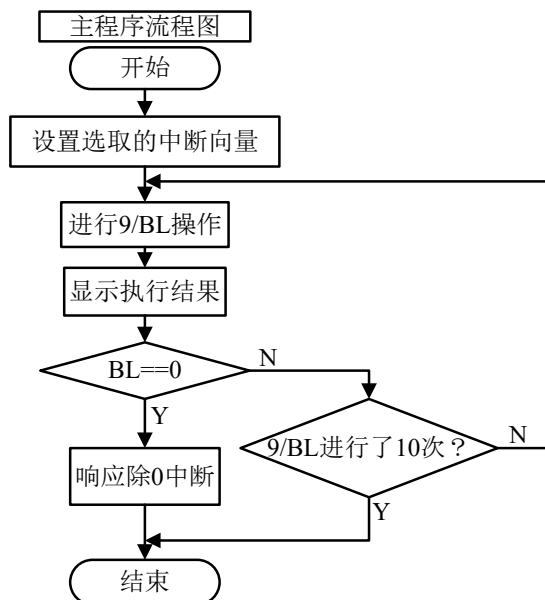 主程序流程图
开始
设置选取的中断向量
进行9/BL操作
显示执行结果
BL==0
N
Y
9/BL进行了10次？
N
响应除0中断
Y
结束